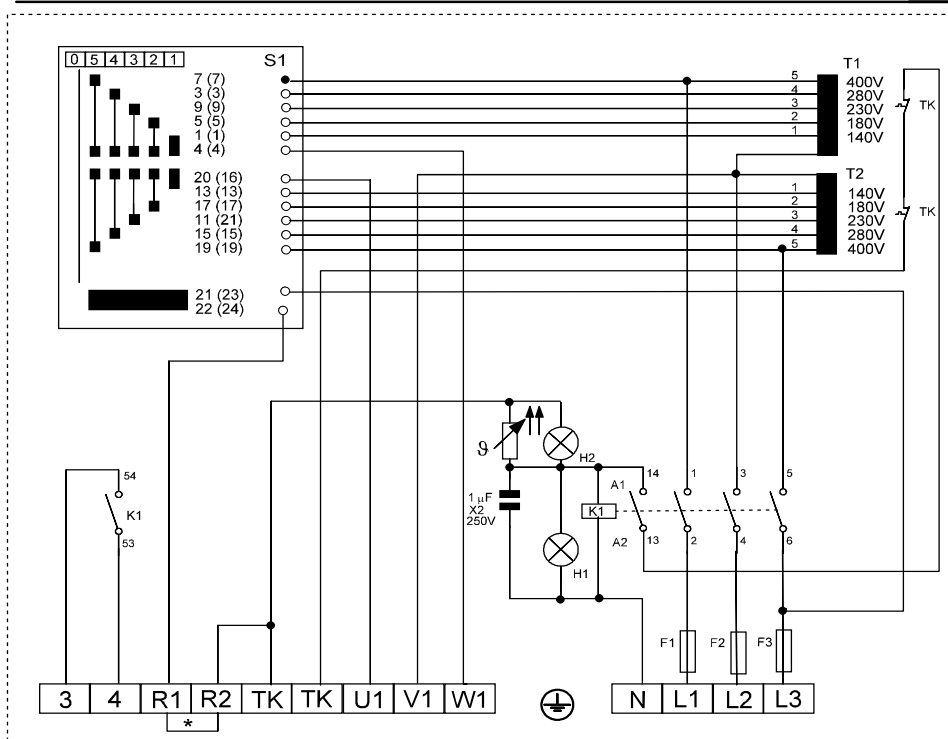 0 5 4 3 2 1
S1
7 (7)
3 (3)
9 (9)
5 (5)
1 (1)
4 (4)
20 (16)
13 (13)
17 (17)
11 (21)
15 (15)
19 (19)
21 (23)
22 (24)
T1
5 400V
4 280V
3 230V
2 180V
1 140V
TK
T2
1 140V
2 180V
3 230V
4 280V
5 400V
TK
54
K1
53
ϑ
H2
1 µF
X2
250V
H1
K1
A1
A2
14
13
1
2
3
4
5
6
F1
F2
F3
3 4 R1 R2 TK TK U1 V1 W1
*
N L1 L2 L3